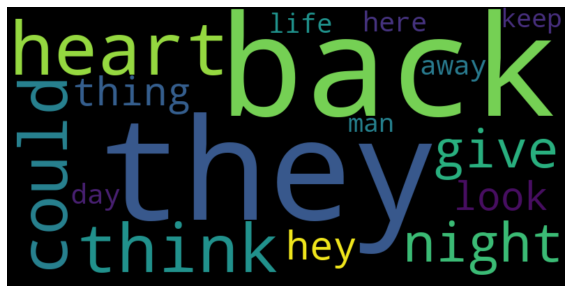 heart
back
life
here
keep
away
thing
could
they
man
give
day
look
think
hey
night